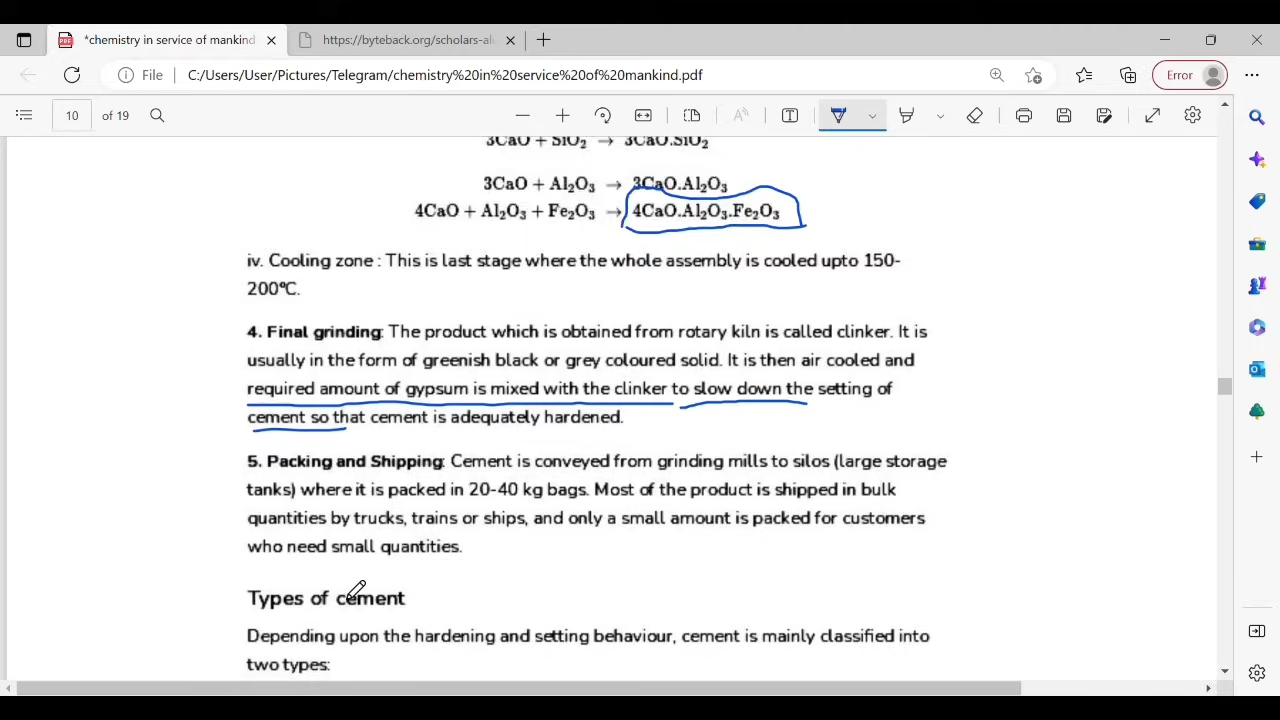 *chemistry in service of mankind
https://byteback.org/scholars-al
File C:/Users/User/Pictures/Telegram/chemistry%20in%20service%20of%20mankind.pdf
Error
10 of 19
3CaO + SiO₂ → 3CaO.SiO₂
3CaO + Al₂O₃ → 3CaO.Al₂O₃
4CaO + Al₂O₃ + Fe₂O₃ → 4CaO.Al₂O₃.Fe₂O₃
iv. Cooling zone : This is last stage where the whole assembly is cooled upto 150-
200°C.
4. Final grinding: The product which is obtained from rotary kiln is called clinker. It is
usually in the form of greenish black or grey coloured solid. It is then air cooled and
required amount of gypsum is mixed with the clinker to slow down the setting of
cement so that cement is adequately hardened.
5. Packing and Shipping: Cement is conveyed from grinding mills to silos (large storage
tanks) where it is packed in 20-40 kg bags. Most of the product is shipped in bulk
quantities by trucks, trains or ships, and only a small amount is packed for customers
who need small quantities.
Types of cement
Depending upon the hardening and setting behaviour, cement is mainly classified into
two types: